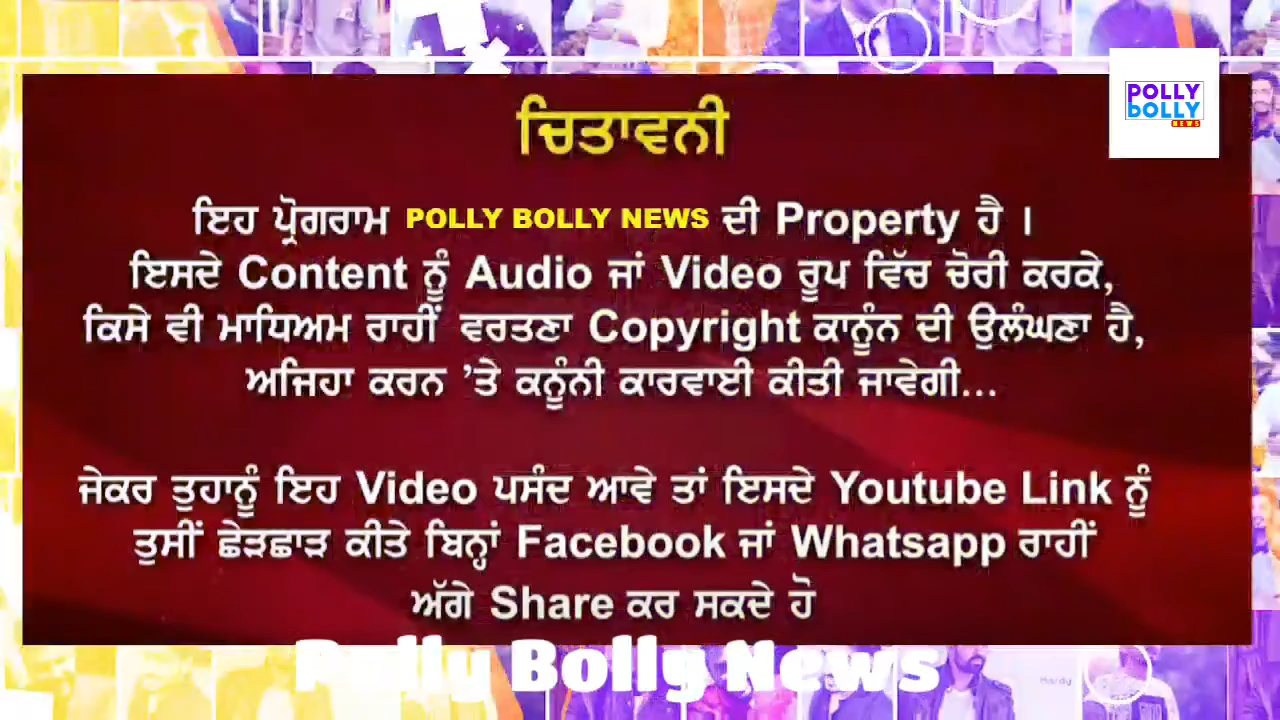 POLLY
BOLLY
NEWS
ਚਿਤਾਵਨੀ
ਇਹ ਪ੍ਰੋਗਰਾਮ POLLY BOLLY NEWS ਦੀ Property ਹੈ ।
ਇਸਦੇ Content ਨੂੰ Audio ਜਾਂ Video ਰੂਪ ਵਿੱਚ ਚੋਰੀ ਕਰਕੇ,
ਕਿਸੇ ਵੀ ਮਾਧਿਅਮ ਰਾਹੀਂ ਵਰਤਣਾ Copyright ਕਾਨੂੰਨ ਦੀ ਉਲੰਘਣਾ ਹੈ,
ਅਜਿਹਾ ਕਰਨ ’ਤੇ ਕਨੂੰਨੀ ਕਾਰਵਾਈ ਕੀਤੀ ਜਾਵੇਗੀ...
ਜੇਕਰ ਤੁਹਾਨੂੰ ਇਹ Video ਪਸੰਦ ਆਵੇ ਤਾਂ ਇਸਦੇ Youtube Link ਨੂੰ
ਤੁਸੀਂ ਛੇੜਛਾੜ ਕੀਤੇ ਬਿਨ੍ਹਾਂ Facebook ਜਾਂ Whatsapp ਰਾਹੀਂ
ਅੱਗੇ Share ਕਰ ਸਕਦੇ ਹੋ
Polly Bolly News